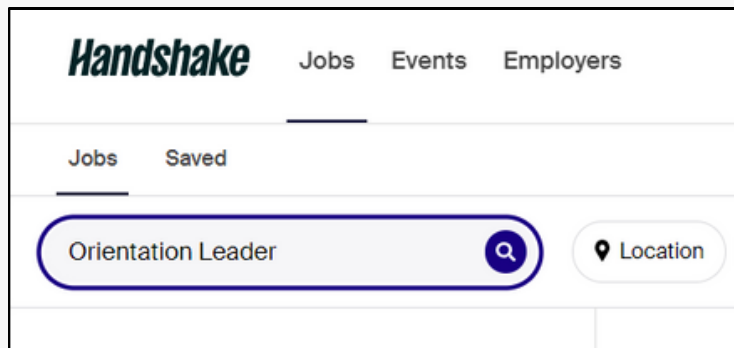 Handshake Jobs Events Employers
Jobs Saved
Orientation Leader Location